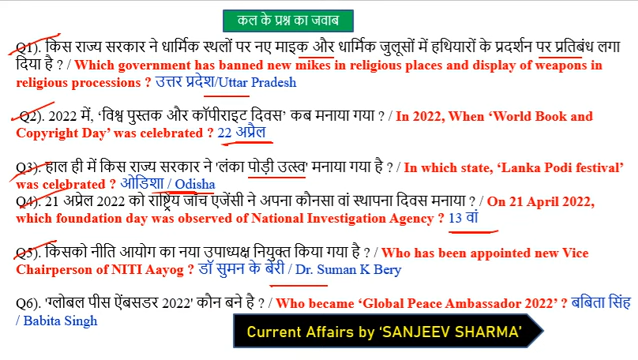 कल के प्रश्न का जवाब
Q1). किस राज्य सरकार ने धार्मिक स्थलों पर नए माइक और धार्मिक जुलूसों में हथियारों के प्रदर्शन पर प्रतिबंध लगा
दिया है ? / Which government has banned new mikes in religious places and display of weapons in
religious processions ? उत्तर प्रदेश/Uttar Pradesh
Q2). 2022 में, ‘विश्व पुस्तक और कॉपीराइट दिवस’ कब मनाया गया ? / In 2022, When ‘World Book and
Copyright Day’ was celebrated ? 22 अप्रैल
Q3). हाल ही में किस राज्य सरकार ने 'लंका पोड़ी उत्सव' मनाया गया है ? / In which state, ‘Lanka Podi festival’
was celebrated ? ओडिशा / Odisha
Q4). 21 अप्रेल 2022 को राष्ट्रिय जाँच एजेंसी ने अपना कौनसा वां स्थापना दिवस मनाया ? / On 21 April 2022,
which foundation day was observed of National Investigation Agency ? 13 वां
Q5). किसको नीति आयोग का नया उपाध्यक्ष नियुक्त किया गया है ? / Who has been appointed new Vice
Chairperson of NITI Aayog ? डॉ सुमन के बेरी / Dr. Suman K Bery
Q6). 'ग्लोबल पीस ऐंबसडर 2022' कौन बने है ? / Who became ‘Global Peace Ambassador 2022’ ? बबिता सिंह
/ Babita Singh
Current Affairs by ‘SANJEEV SHARMA’